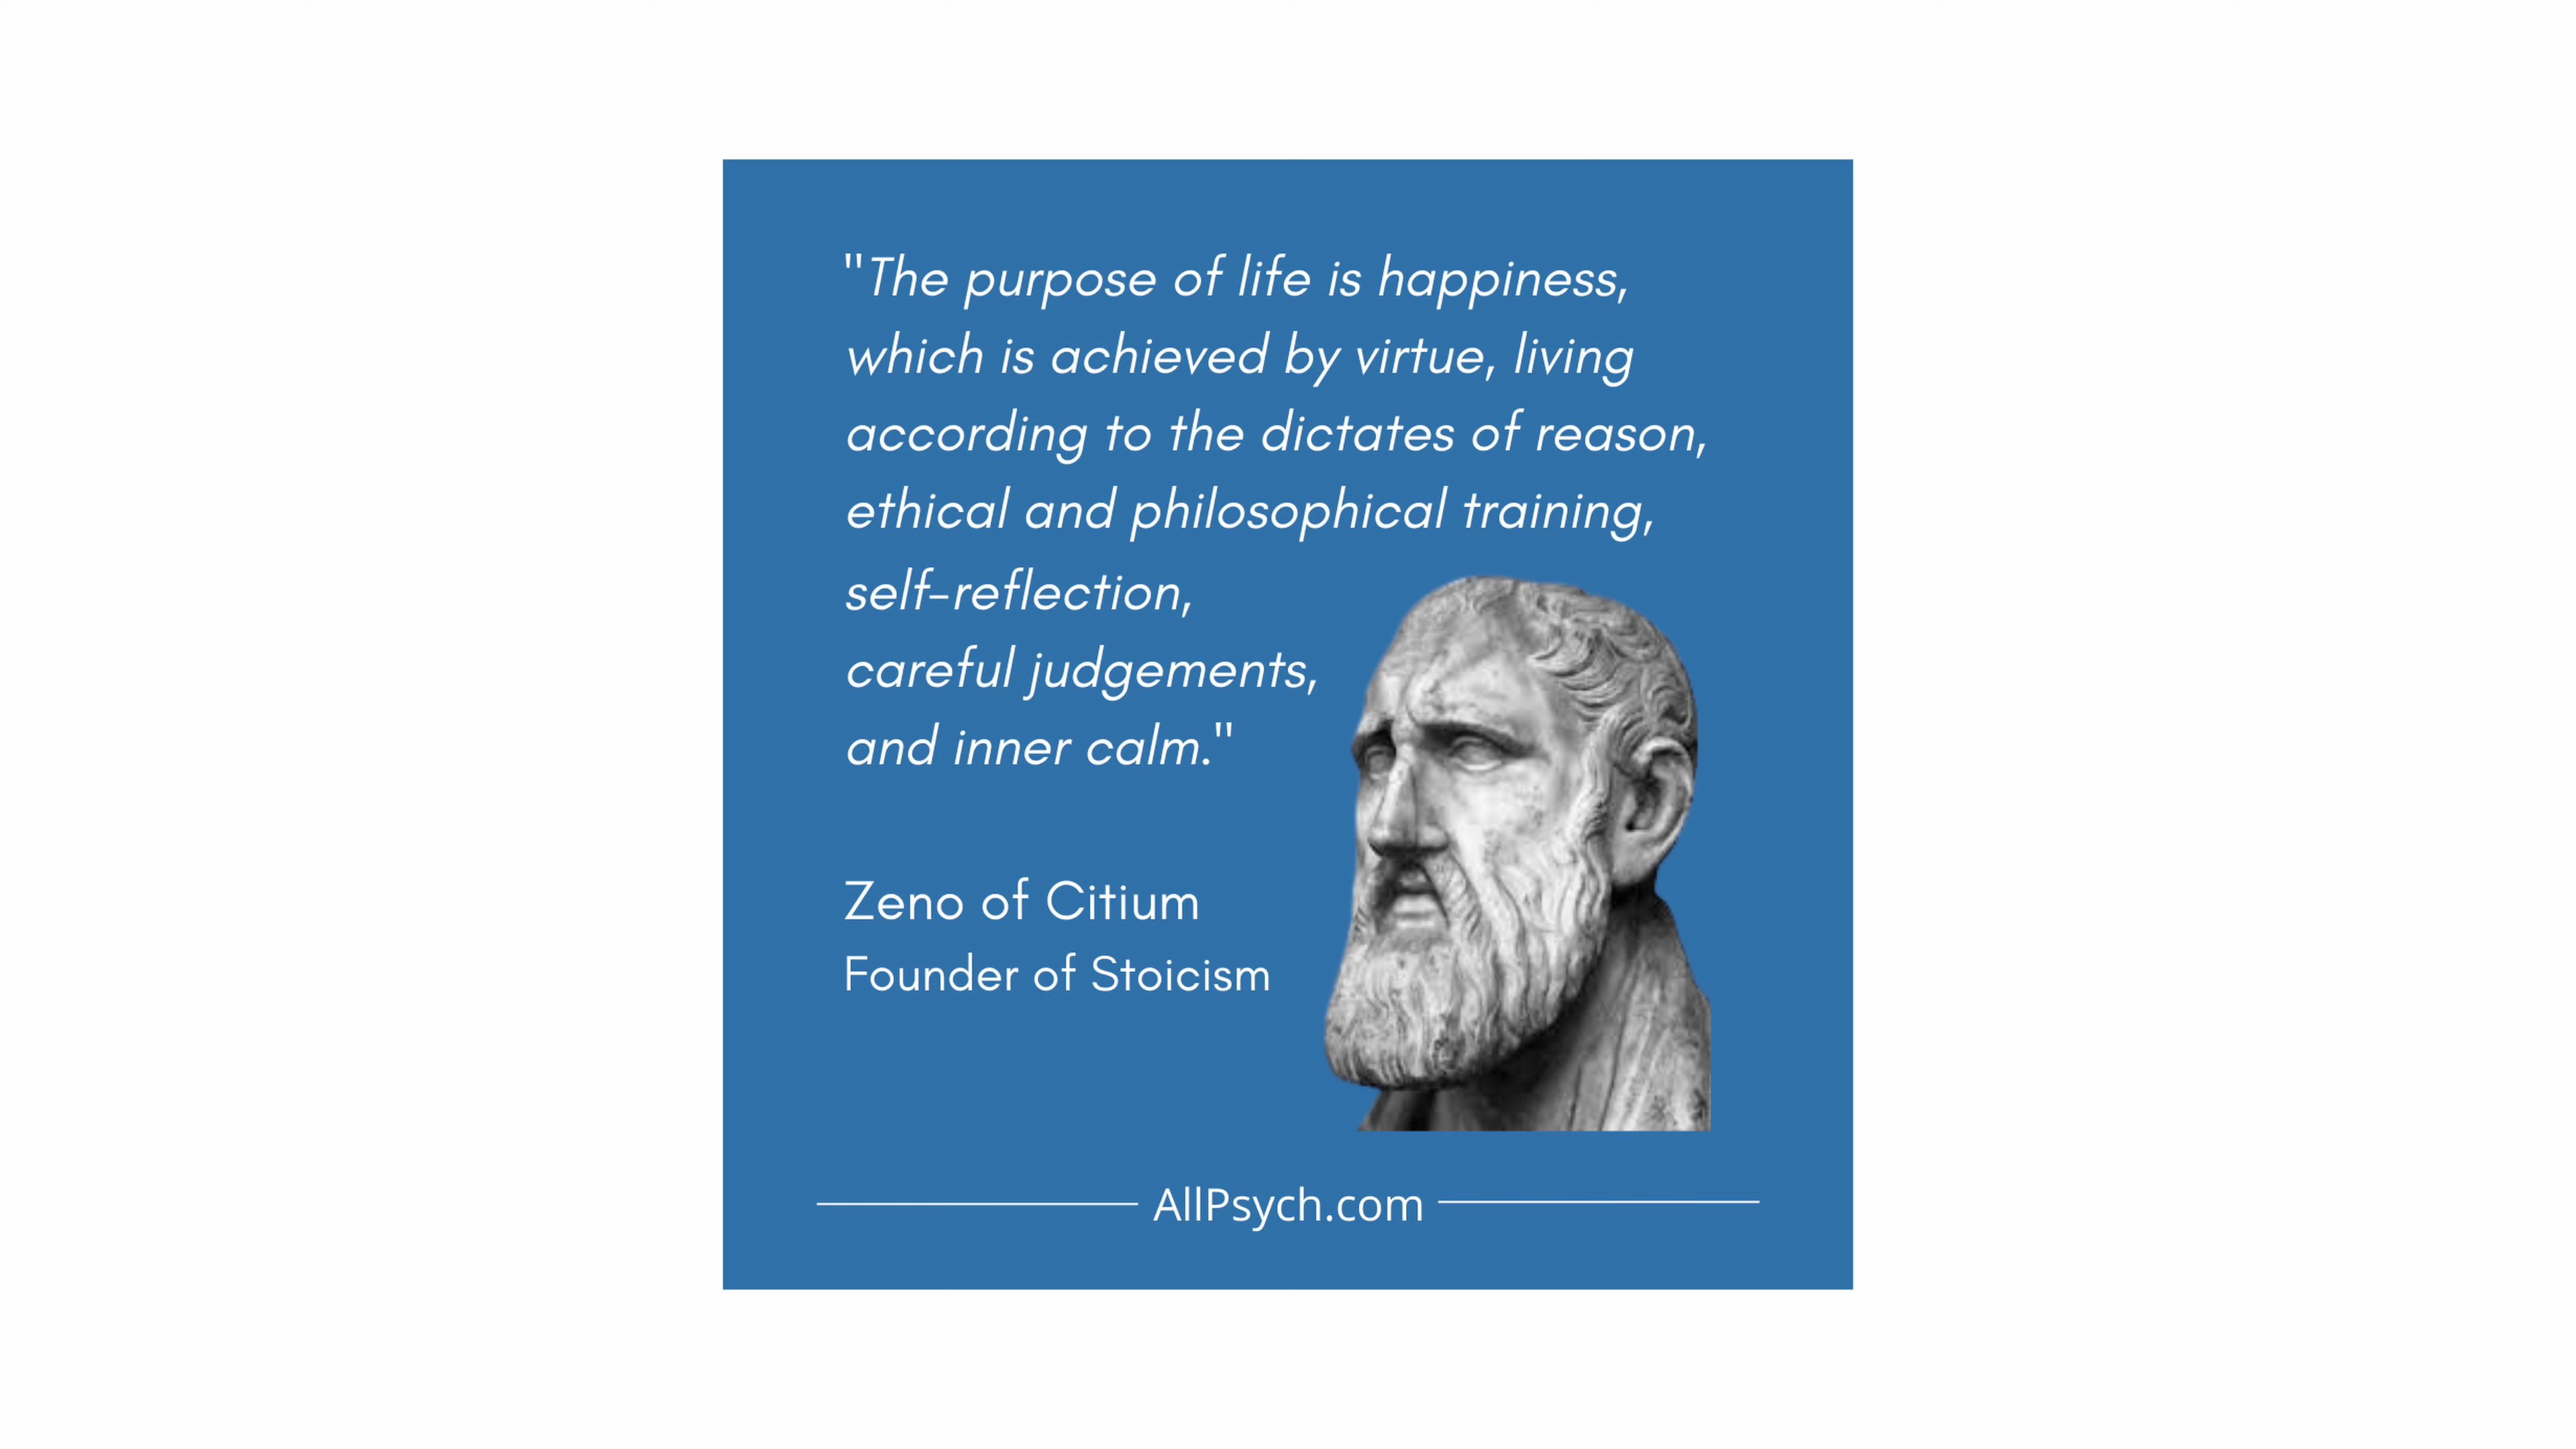 "The purpose of life is happiness,
which is achieved by virtue, living
according to the dictates of reason,
ethical and philosophical training,
self-reflection,
careful judgements,
and inner calm."
Zeno of Citium
Founder of Stoicism
AllPsych.com